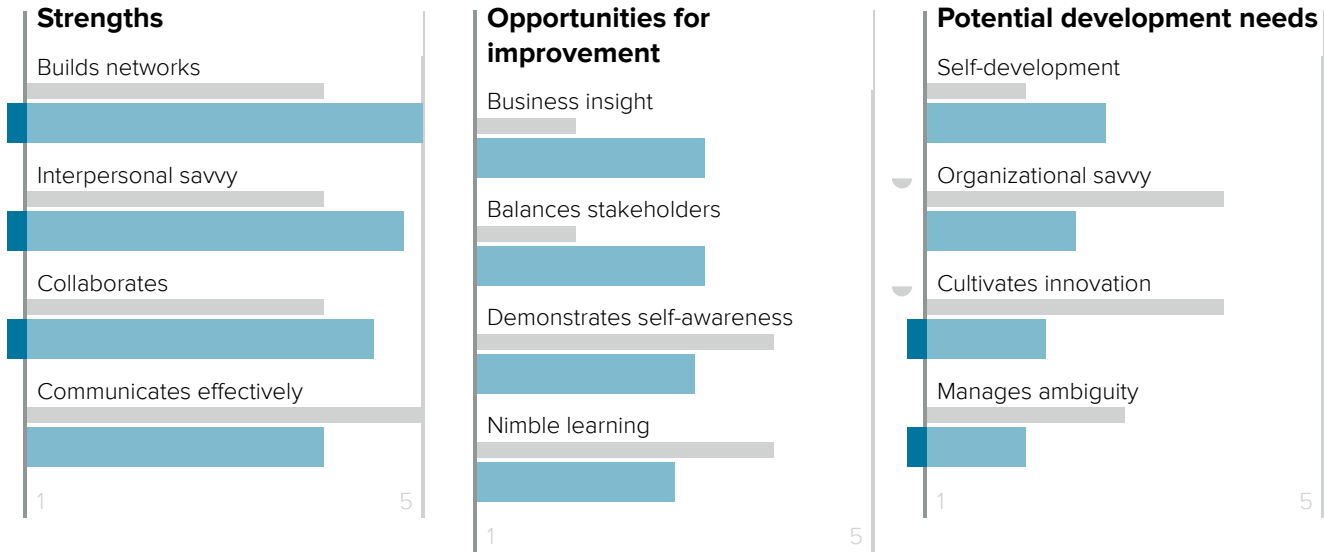 Strengths
Builds networks
Interpersonal savvy
Collaborates
Communicates effectively
1
5
Opportunities for
improvement
Business insight
Balances stakeholders
Demonstrates self-awareness
Nimble learning
1
5
Potential development needs
Self-development
Organizational savvy
Cultivates innovation
Manages ambiguity
1
5